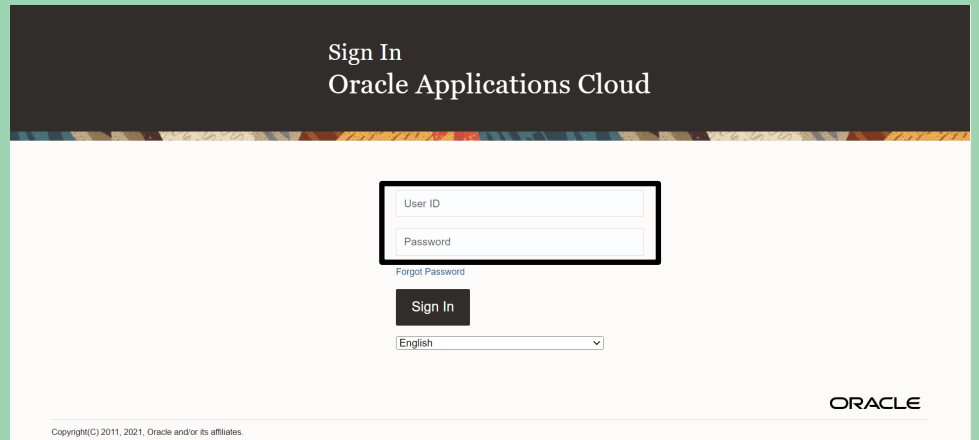 Sign In
Oracle Applications Cloud
User ID
Password
Forgot Password
Sign In
English
ORACLE
Copyright(C) 2011, 2021, Oracle and/or its affiliates.